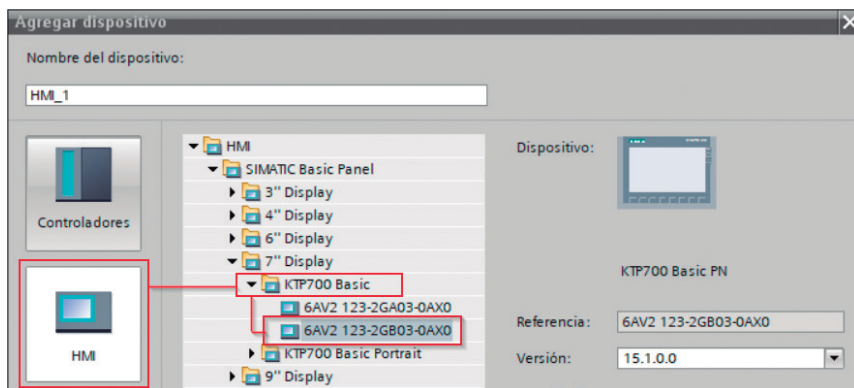 Agregar dispositivo
Nombre del dispositivo:
HMI_1
Controladores
HMI
HMI
SIMATIC Basic Panel
3" Display
4" Display
6" Display
7" Display
KTP700 Basic
6AV2 123-2GA03-0AX0
6AV2 123-2GB03-0AX0
KTP700 Basic Portrait
9" Display
Dispositivo:
KTP700 Basic PN
Referencia:
6AV2 123-2GB03-0AX0
Versión:
15.1.0.0